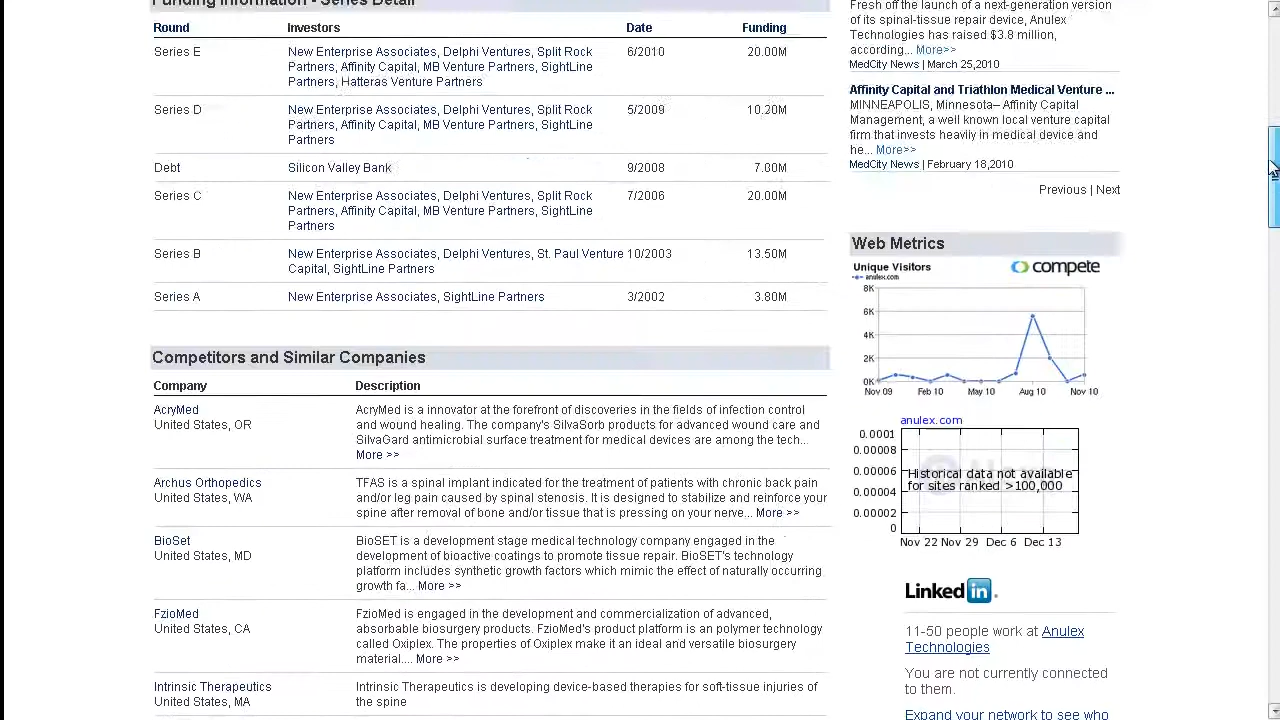 Funding Information - Series Detail
Round Investors Date Funding
Series E New Enterprise Associates, Delphi Ventures, Split Rock 6/2010 20.00M
Partners, Affinity Capital, MB Venture Partners, SightLine
Partners, Hatteras Venture Partners
Series D New Enterprise Associates, Delphi Ventures, Split Rock 5/2009 10.20M
Partners, Affinity Capital, MB Venture Partners, SightLine
Partners
Debt Silicon Valley Bank 9/2008 7.00M
Series C New Enterprise Associates, Delphi Ventures, Split Rock 7/2006 20.00M
Partners, Affinity Capital, MB Venture Partners, SightLine
Partners
Series B New Enterprise Associates, Delphi Ventures, St. Paul Venture 10/2003 13.50M
Capital, SightLine Partners
Series A New Enterprise Associates, SightLine Partners 3/2002 3.80M
Competitors and Similar Companies
Company Description
AcryMed AcryMed is a innovator at the forefront of discoveries in the fields of infection control
United States, OR and wound healing. The company's SilvaSorb products for advanced wound care and
SilvaGard antimicrobial surface treatment for medical devices are among the tech...
More >>
Archus Orthopedics TFAS is a spinal implant indicated for the treatment of patients with chronic back pain
United States, WA and/or leg pain caused by spinal stenosis. It is designed to stabilize and reinforce your
spine after removal of bone and/or tissue that is pressing on your nerve... More >>
BioSet BioSET is a development stage medical technology company engaged in the
United States, MD development of bioactive coatings to promote tissue repair. BioSET's technology
platform includes synthetic growth factors which mimic the effect of naturally occurring
growth fa... More >>
FzioMed FzioMed is engaged in the development and commercialization of advanced,
United States, CA absorbable biosurgery products. FzioMed's product platform is an polymer technology
called Oxiplex. The properties of Oxiplex make it an ideal and versatile biosurgery
material.... More >>
Intrinsic Therapeutics Intrinsic Therapeutics is developing device-based therapies for soft-tissue injuries of
United States, MA the spine
Fresh off the launch of a next-generation version
of its spinal-tissue repair device, Anulex
Technologies has raised $3.8 million,
according... More>>
MedCity News | March 25,2010
Affinity Capital and Triathlon Medical Venture ...
MINNEAPOLIS, Minnesota– Affinity Capital
Management, a well known local venture capital
firm that invests heavily in medical device and
he... More>>
MedCity News | February 18,2010
Previous | Next
Web Metrics
Unique Visitors compete
anulex.com
8K
6K
4K
2K
0K
Nov 09 Feb 10 May 10 Aug 10 Nov 10
anulex.com
0.0001
0.00008
0.00006
0.00004
0.00002
0
Historical data not available
for sites ranked >100,000
Nov 22 Nov 29 Dec 6 Dec 13
Linked in.
11-50 people work at Anulex
Technologies
You are not currently connected
to them.
Expand your network to see who